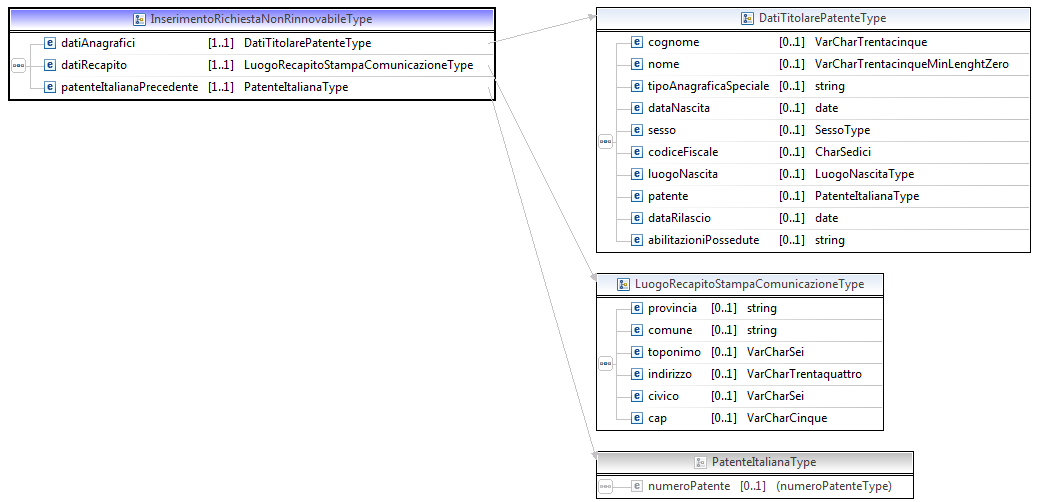 InserimentoRichiestaNonRinnovabileType
datiAnagrafici [1..1] DatiTitolarePatenteType
datiRecapito [1..1] LuogoRecapitoStampaComunicazioneType
patenteItalianaPrecedente [1..1] PatenteItalianaType
DatiTitolarePatenteType
cognome [0..1] VarCharTrentacinque
nome [0..1] VarCharTrentacinqueMinLenghtZero
tipoAnagraficaSpeciale [0..1] string
dataNascita [0..1] date
sesso [0..1] SessoType
codiceFiscale [0..1] CharSedici
luogoNascita [0..1] LuogoNascitaType
patente [0..1] PatenteItalianaType
dataRilascio [0..1] date
abilitazioniPossedute [0..1] string
LuogoRecapitoStampaComunicazioneType
provincia [0..1] string
comune [0..1] string
toponimo [0..1] VarCharSei
indirizzo [0..1] VarCharTrentaquattro
civico [0..1] VarCharSei
cap [0..1] VarCharCinque
PatenteItalianaType
numeroPatente [0..1] (numeroPatenteType)